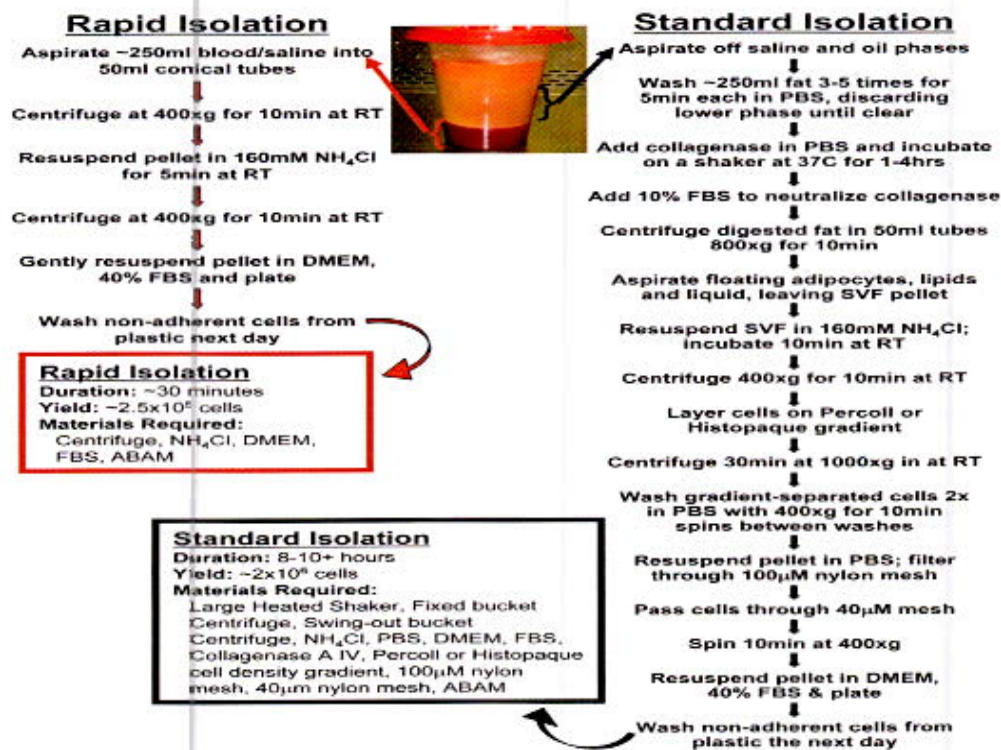 Rapid Isolation
Aspirate ~250ml blood/saline into
50ml conical tubes
Centrifuge at 400xg for 10min at RT
Resuspend pellet in 160mM NH₄Cl
for 5min at RT
Centrifuge at 400xg for 10min at RT
Gently resuspend pellet in DMEM,
40% FBS and plate
Wash non-adherent cells from
plastic next day
Rapid Isolation
Duration: ~30 minutes
Yield: ~2.5x10⁵ cells
Materials Required:
Centrifuge, NH₄Cl, DMEM,
FBS, ABAM
Standard Isolation
Aspirate off saline and oil phases
Wash ~250ml fat 3-5 times for
5min each in PBS, discarding
lower phase until clear
Add collagenase in PBS and incubate
on a shaker at 37C for 1-4hrs
Add 10% FBS to neutralize collagenase
Centrifuge digested fat in 50ml tubes
800xg for 10min
Aspirate floating adipocytes, lipids
and liquid, leaving SVF pellet
Resuspend SVF in 160mM NH₄Cl;
incubate 10min at RT
Centrifuge 400xg for 10min at RT
Layer cells on Percoll or
Histopaque gradient
Centrifuge 30min at 1000xg in at RT
Wash gradient-separated cells 2x
in PBS with 400xg for 10min
spins between washes
Resuspend pellet in PBS; filter
through 100µM nylon mesh
Pass cells through 40µM mesh
Spin 10min at 400xg
Resuspend pellet in DMEM,
40% FBS & plate
Wash non-adherent cells from
plastic the next day
Standard Isolation
Duration: 8-10+ hours
Yield: ~2x10⁶ cells
Materials Required:
Large Heated Shaker, Fixed bucket
Centrifuge, Swing-out bucket
Centrifuge, NH₄Cl, PBS, DMEM, FBS,
Collagenase A IV, Percoll or Histopaque
cell density gradient, 100µM nylon
mesh, 40µm nylon mesh, ABAM